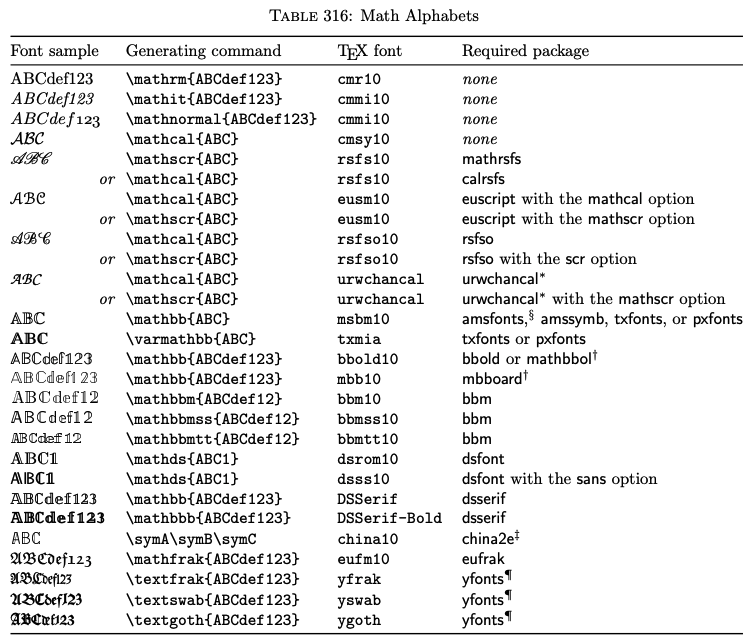 TABLE 316: Math Alphabets
Font sample Generating command TEX font Required package
ABCdef123 \mathrm{ABCdef123} cmr10 none
ABCdef123 \mathit{ABCdef123} cmmi10 none
ABCdef123 \mathnormal{ABCdef123} cmmi10 none
ABC \mathcal{ABC} cmsy10 none
ABC \mathscr{ABC} rsfs10 mathrsfs
or \mathcal{ABC} rsfs10 calrsfs
ABC \mathcal{ABC} eusm10 euscript with the mathcal option
or \mathscr{ABC} eusm10 euscript with the mathscr option
ABC \mathcal{ABC} rsfso10 rsfso
or \mathscr{ABC} rsfso10 rsfso with the scr option
ABC \mathcal{ABC} urwchancal urwchancal*
or \mathscr{ABC} urwchancal urwchancal* with the mathscr option
ABC \mathbb{ABC} msbm10 amsfonts,§ amssymb, txfonts, or pxfonts
ABC \varmathbb{ABC} txmia txfonts or pxfonts
ABCdef123 \mathbb{ABCdef123} bbold10 bbold or mathbbol†
ABCdef123 \mathbb{ABCdef123} mbb10 mbboard†
ABCdef12 \mathbbm{ABCdef12} bbm10 bbm
ABCdef12 \mathbbmss{ABCdef12} bbmss10 bbm
ABCdef12 \mathbbmtt{ABCdef12} bbmtt10 bbm
ABC1 \mathds{ABC1} dsrom10 dsfont
ABC1 \mathds{ABC1} dsss10 dsfont with the sans option
ABCdef123 \mathbb{ABCdef123} DSSerif dsserif
ABCdef123 \mathbbb{ABCdef123} DSSerif-Bold dsserif
ABC \symA\symB\symC china10 china2e‡
ABCdef123 \mathfrak{ABCdef123} eufm10 eufrak
ABCdef123 \textfrak{ABCdef123} yfrak yfonts¶
ABCdef123 \textswab{ABCdef123} yswab yfonts¶
ABCdef123 \textgoth{ABCdef123} ygoth yfonts¶